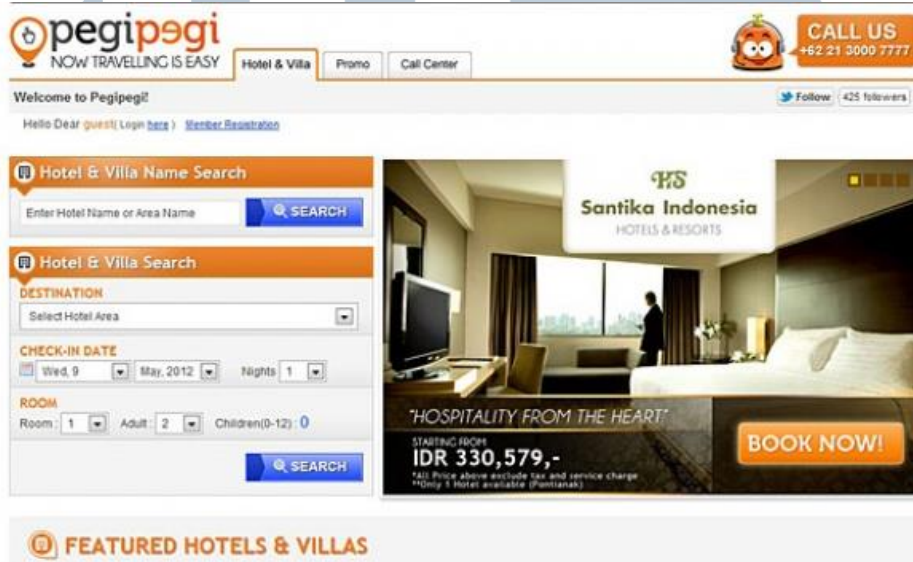 pegipegi
NOW TRAVELLING IS EASY
Hotel & Villa
Promo
Call Center
CALL US
+62 21 3000 7777
Welcome to Pegipegi!
Follow
425 followers
Hello Dear guest( Login here ) Member Registration
Hotel & Villa Name Search
Enter Hotel Name or Area Name
SEARCH
Hotel & Villa Search
DESTINATION
Select Hotel Area
CHECK-IN DATE
Wed, 9 May, 2012 Nights 1
ROOM
Room : 1 Adult : 2 Children(0-12) : 0
SEARCH
HS
Santika Indonesia
HOTELS & RESORTS
"HOSPITALITY FROM THE HEART"
STARTING FROM
IDR 330,579,-
*All Price above exclude tax and service charge
**Only 1 Hotel available (Pontianak)
BOOK NOW!
FEATURED HOTELS & VILLAS